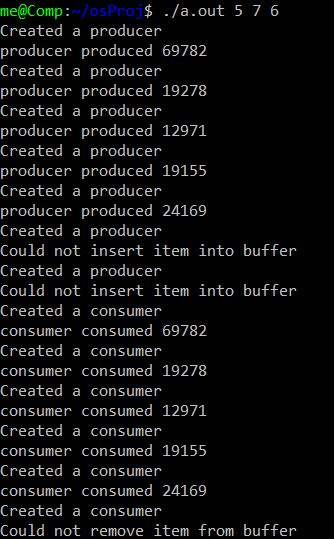 me@Comp:~/osProj$ ./a.out 5 7 6
Created a producer
producer produced 69782
Created a producer
producer produced 19278
Created a producer
producer produced 12971
Created a producer
producer produced 19155
Created a producer
producer produced 24169
Created a producer
Could not insert item into buffer
Created a producer
Could not insert item into buffer
Created a consumer
consumer consumed 69782
Created a consumer
consumer consumed 19278
Created a consumer
consumer consumed 12971
Created a consumer
consumer consumed 19155
Created a consumer
consumer consumed 24169
Created a consumer
Could not remove item from buffer